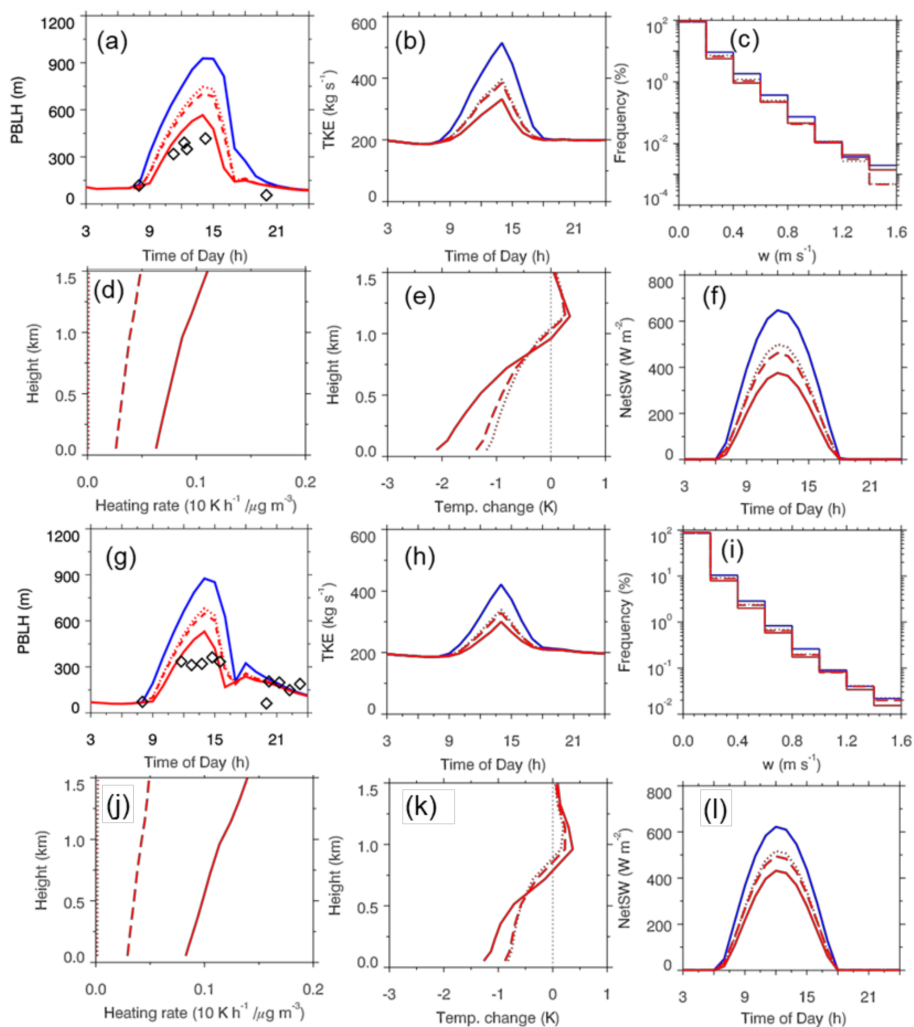 (a)
PBLH (m)
1200
900
600
300
0
3 9 15 21
Time of Day (h)
(b)
TKE (kg s⁻¹)
600
400
200
0
3 9 15 21
Time of Day (h)
(c)
Frequency (%)
10²
10⁰
10⁻²
10⁻⁴
0.0 0.4 0.8 1.2 1.6
w (m s⁻¹)
(d)
Height (km)
1.5
1.0
0.5
0.0
0.0 0.1 0.2
Heating rate (10 K h⁻¹ /μg m⁻³)
(e)
Height (km)
1.5
1.0
0.5
0.0
-3 -2 -1 0 1
Temp. change (K)
(f)
NetSW (W m⁻²)
800
600
400
200
0
3 9 15 21
Time of Day (h)
(g)
PBLH (m)
1200
900
600
300
0
3 9 15 21
Time of Day (h)
(h)
TKE (kg s⁻¹)
600
400
200
0
3 9 15 21
Time of Day (h)
(i)
Frequency (%)
10²
10¹
10⁰
10⁻¹
10⁻²
0.0 0.4 0.8 1.2 1.6
w (m s⁻¹)
(j)
Height (km)
1.5
1.0
0.5
0.0
0.0 0.1 0.2
Heating rate (10 K h⁻¹ /μg m⁻³)
(k)
Height (km)
1.5
1.0
0.5
0.0
-3 -2 -1 0 1
Temp. change (K)
(l)
NetSW (W m⁻²)
800
600
400
200
0
3 9 15 21
Time of Day (h)